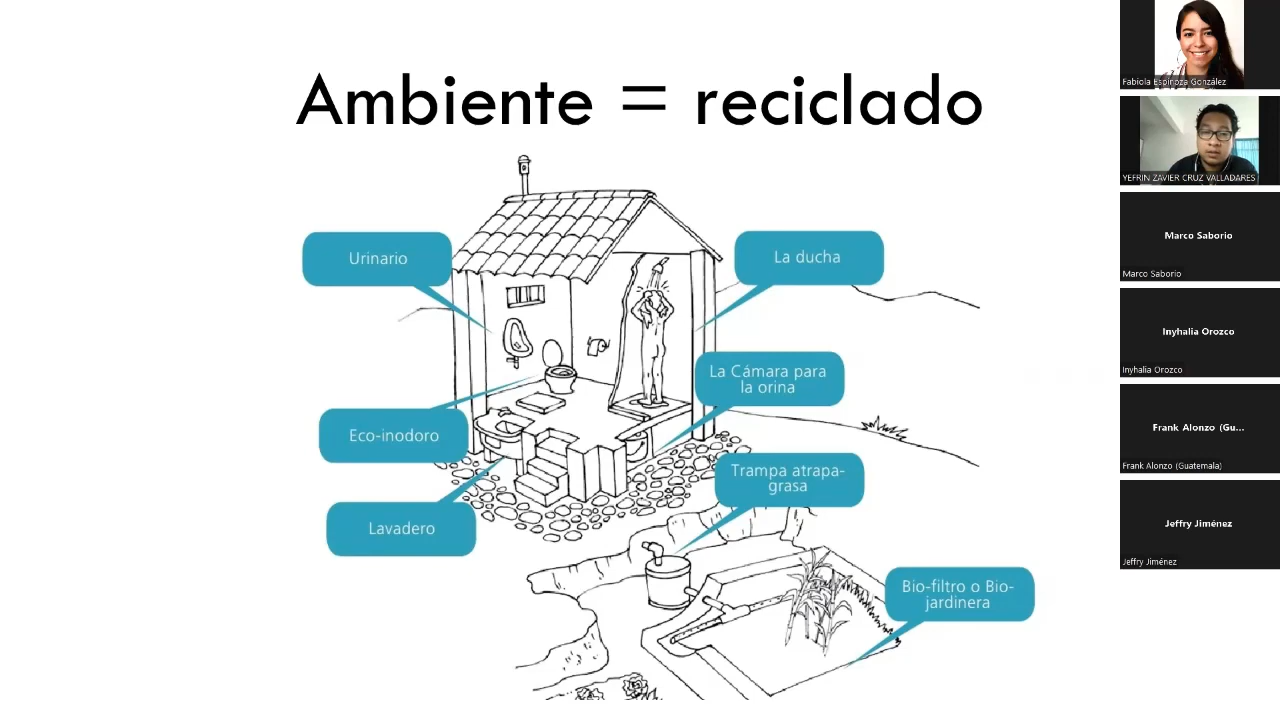 Ambiente = reciclado
Urinario
La ducha
La Cámara para
la orina
Eco-inodoro
Trampa atrapa-
grasa
Lavadero
Bio-filtro o Bio-
jardinera
Fabiola Espinoza González
YEFRIN ZAVIER CRUZ VALLADARES
Marco Saborio
Marco Saborio
Inyhalia Orozco
Inyhalia Orozco
Frank Alonzo (Gu...
Frank Alonzo (Guatemala)
Jeffry Jiménez
Jeffry Jiménez